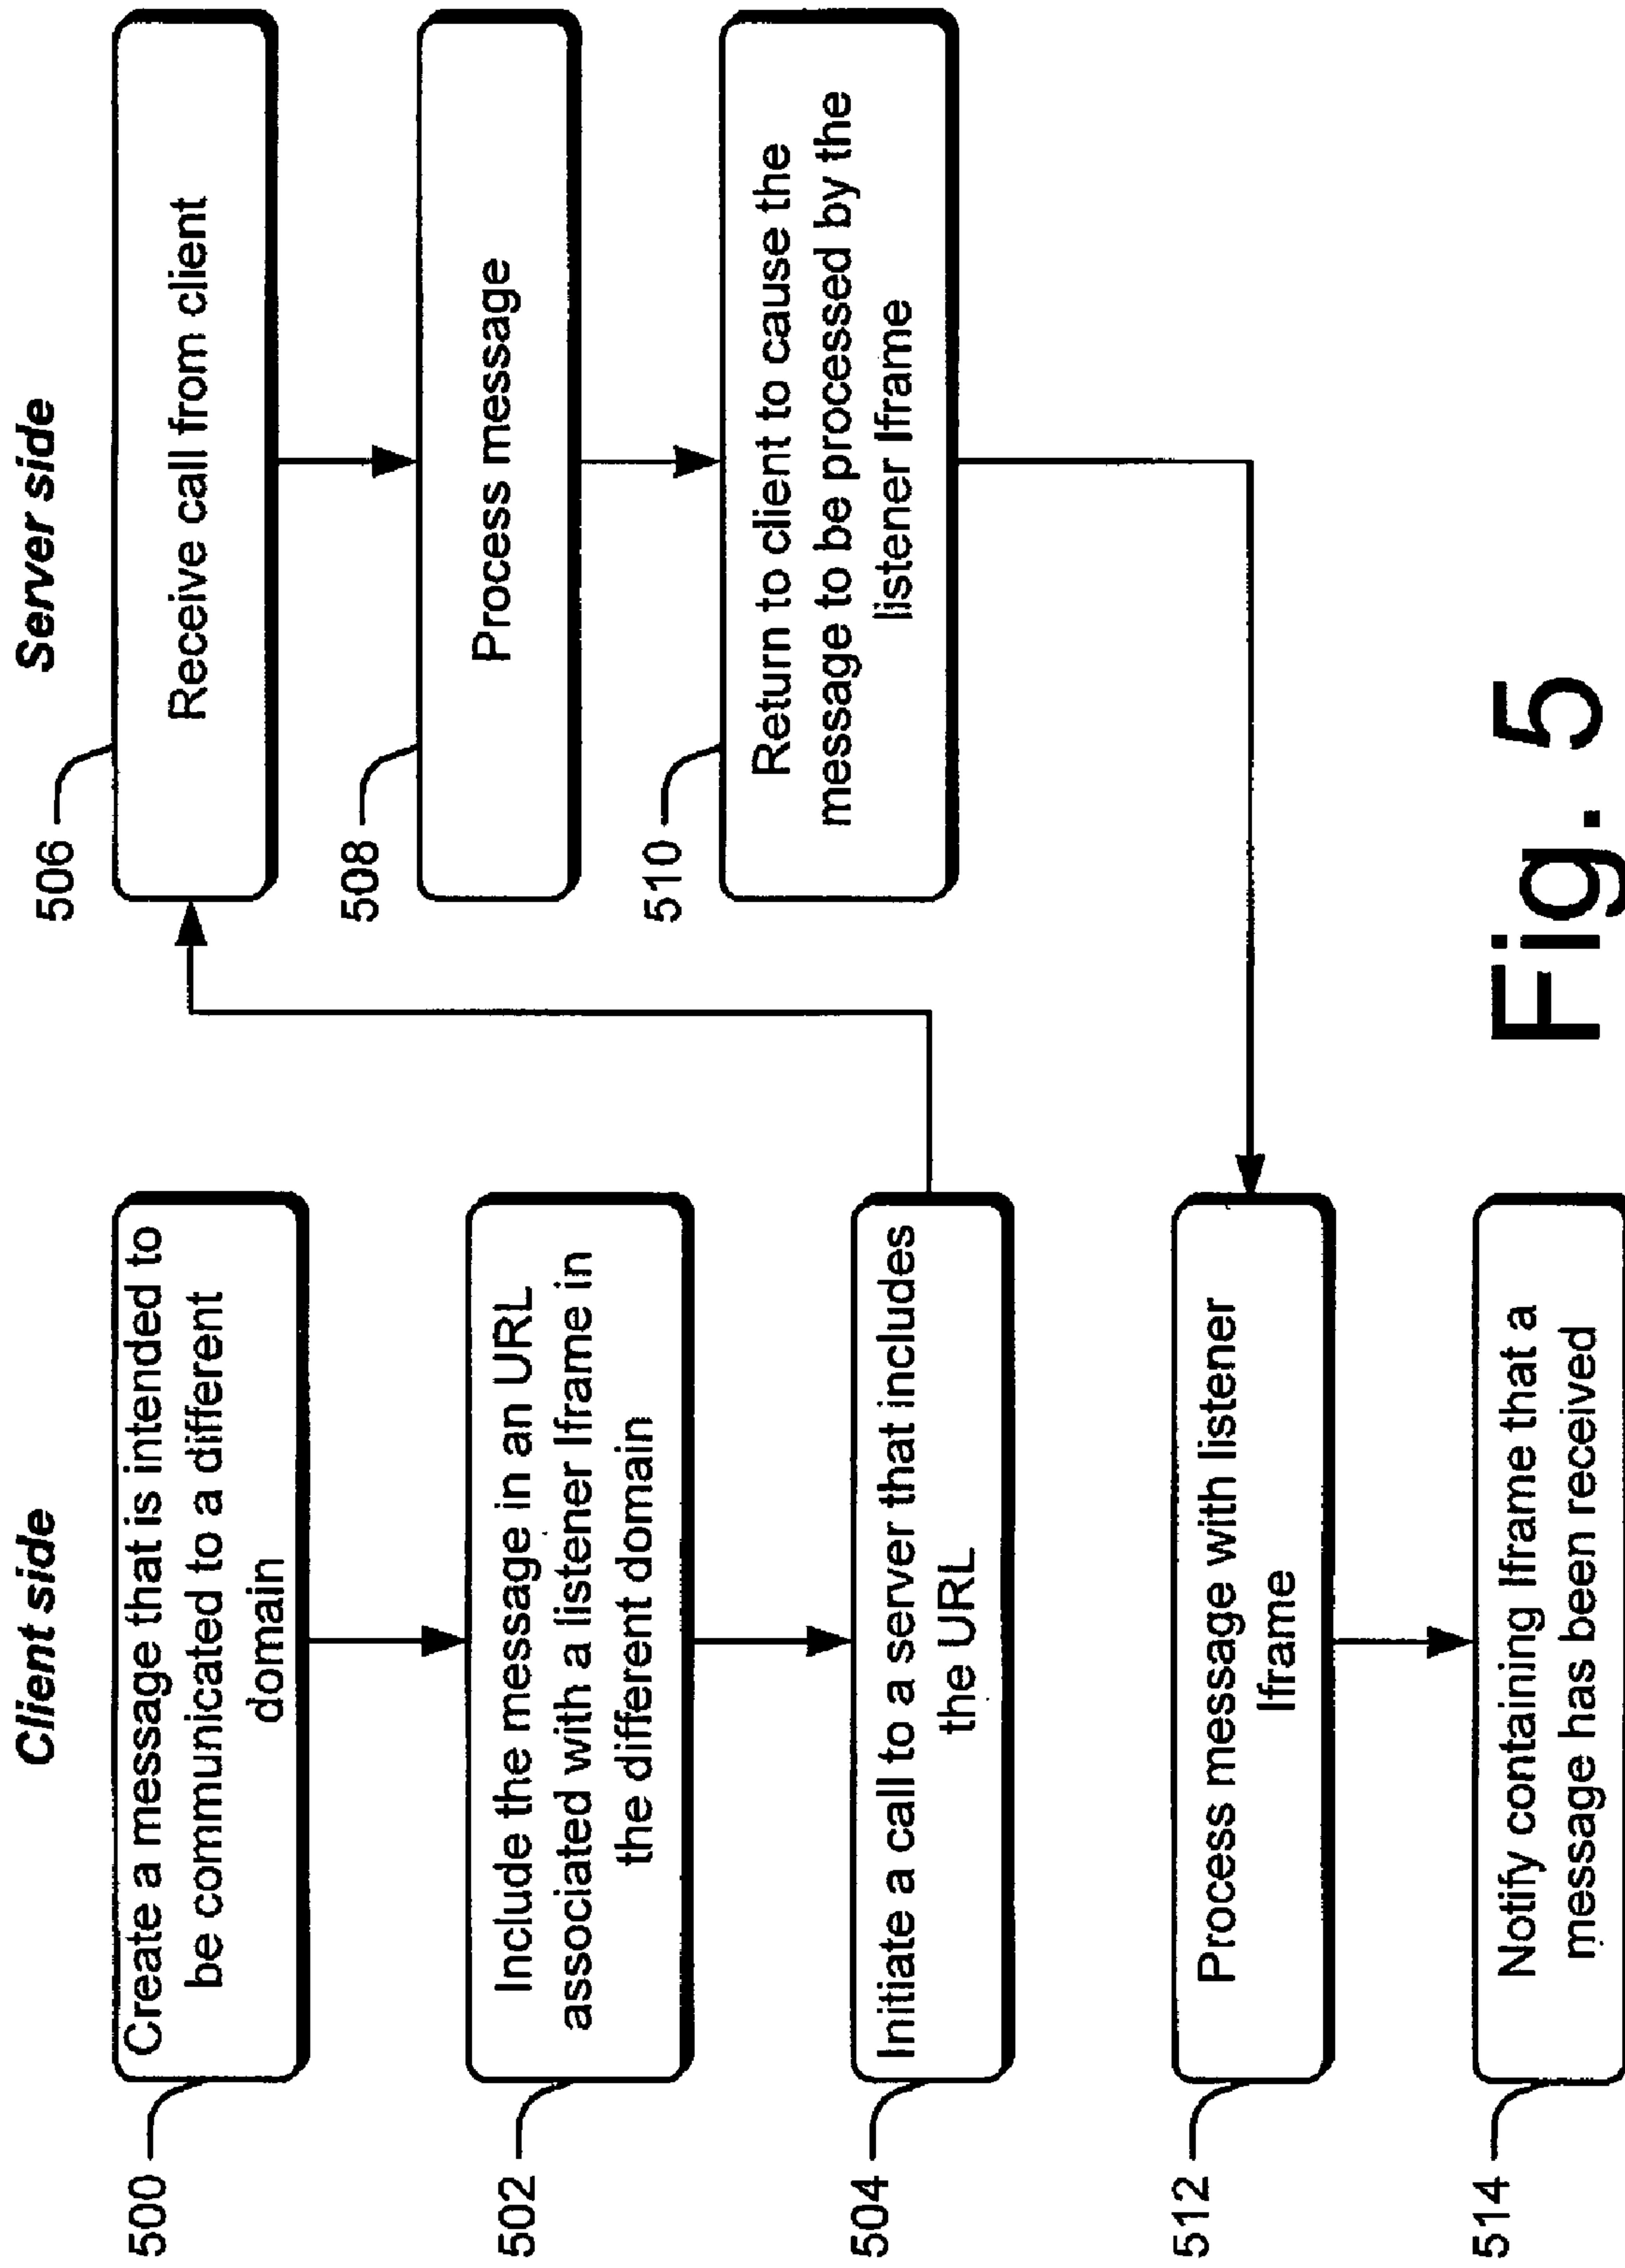 Client side
500
Create a message that is intended to
be communicated to a different
domain
502
Include the message in an URL
associated with a listener Iframe in
the different domain
504
Initiate a call to a server that includes
the URL
Server side
506
Receive call from client
508
Process message
510
Return to client to cause the
message to be processed by the
listener Iframe
512
Process message with listener
Iframe
514
Notify containing Iframe that a
message has been received
Fig. 5